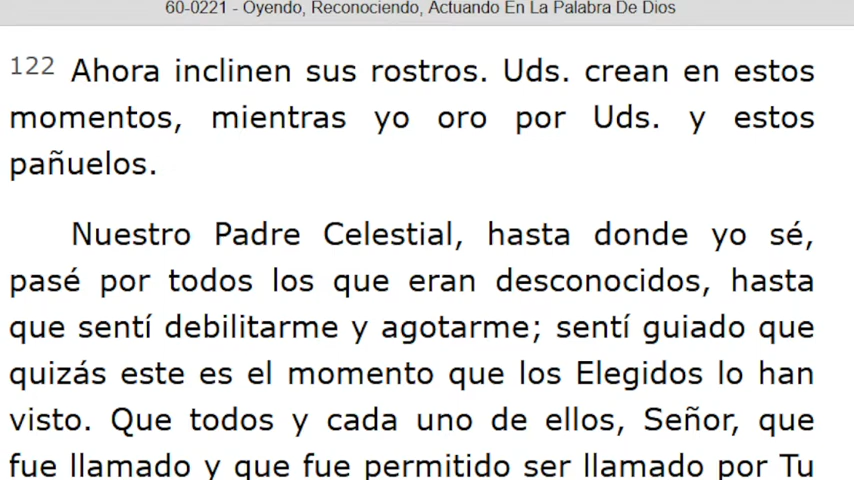 60-0221 - Oyendo, Reconociendo, Actuando En La Palabra De Dios
122 Ahora inclinen sus rostros. Uds. crean en estos
momentos, mientras yo oro por Uds. y estos
pañuelos.
Nuestro Padre Celestial, hasta donde yo sé,
pasé por todos los que eran desconocidos, hasta
que sentí debilitarme y agotarme; sentí guiado que
quizás este es el momento que los Elegidos lo han
visto. Que todos y cada uno de ellos, Señor, que
fue llamado y que fue permitido ser llamado por Tu